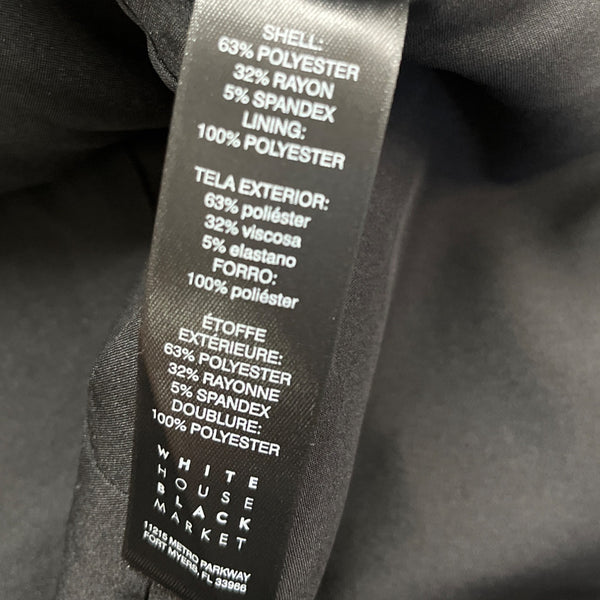 SHELL:
63% POLYESTER
32% RAYON
5% SPANDEX
LINING:
100% POLYESTER
TELA EXTERIOR:
63% poliéster
32% viscosa
5% elastano
FORRO:
100% poliéster
ÉTOFFE
EXTÉRIEURE:
63% POLYESTER
32% RAYONNE
5% SPANDEX
DOUBLURE:
100% POLYESTER
WHITE
HOUSE
BLACK
MARKET
11215 METRO PARKWAY
FORT MYERS, FL 33966